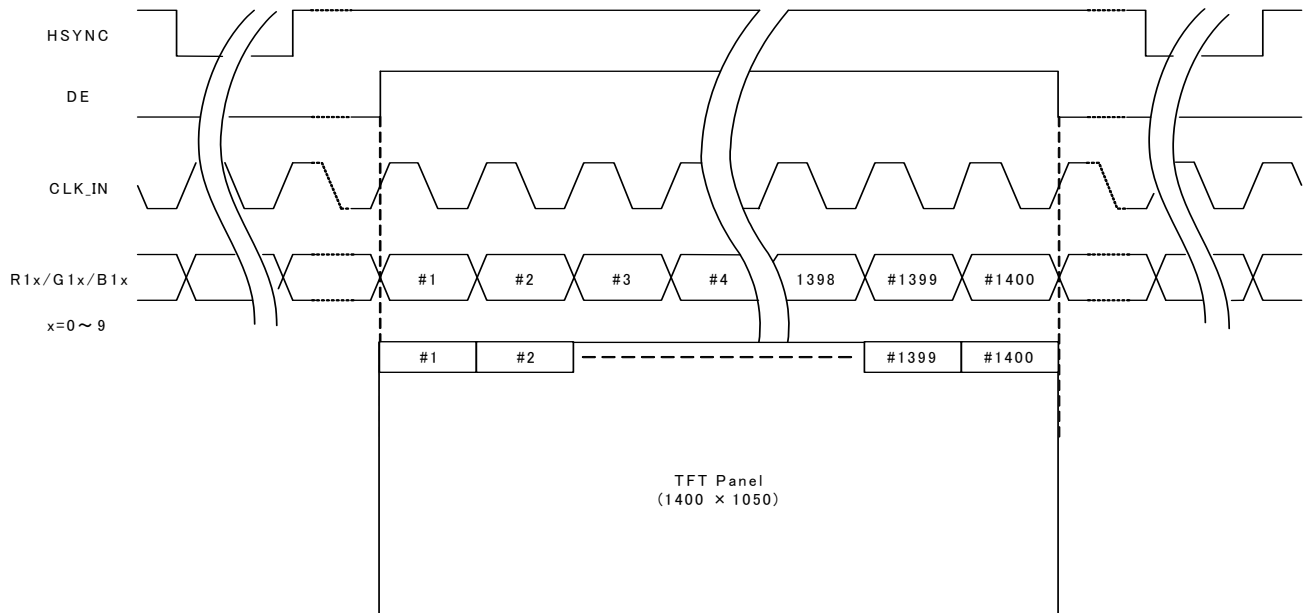 HSYNC
DE
CLK_IN
R1x/G1x/B1x
#1 #2 #3 #4 1398 #1399 #1400
x=0～9
#1 #2 #1399 #1400
TFT Panel
(1400 × 1050)